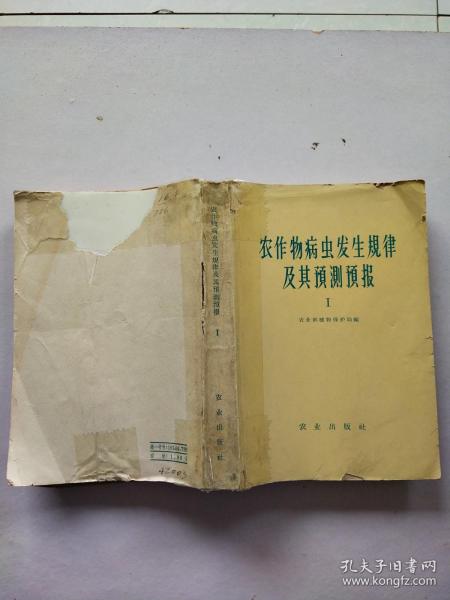 农作物病虫发生规律
及其预测预报
I
农业部植物保护局编
农业出版社
农作物病虫发生规律及其预测预报
I
农业出版社
42003
孔夫子旧书网
www.kongfz.com